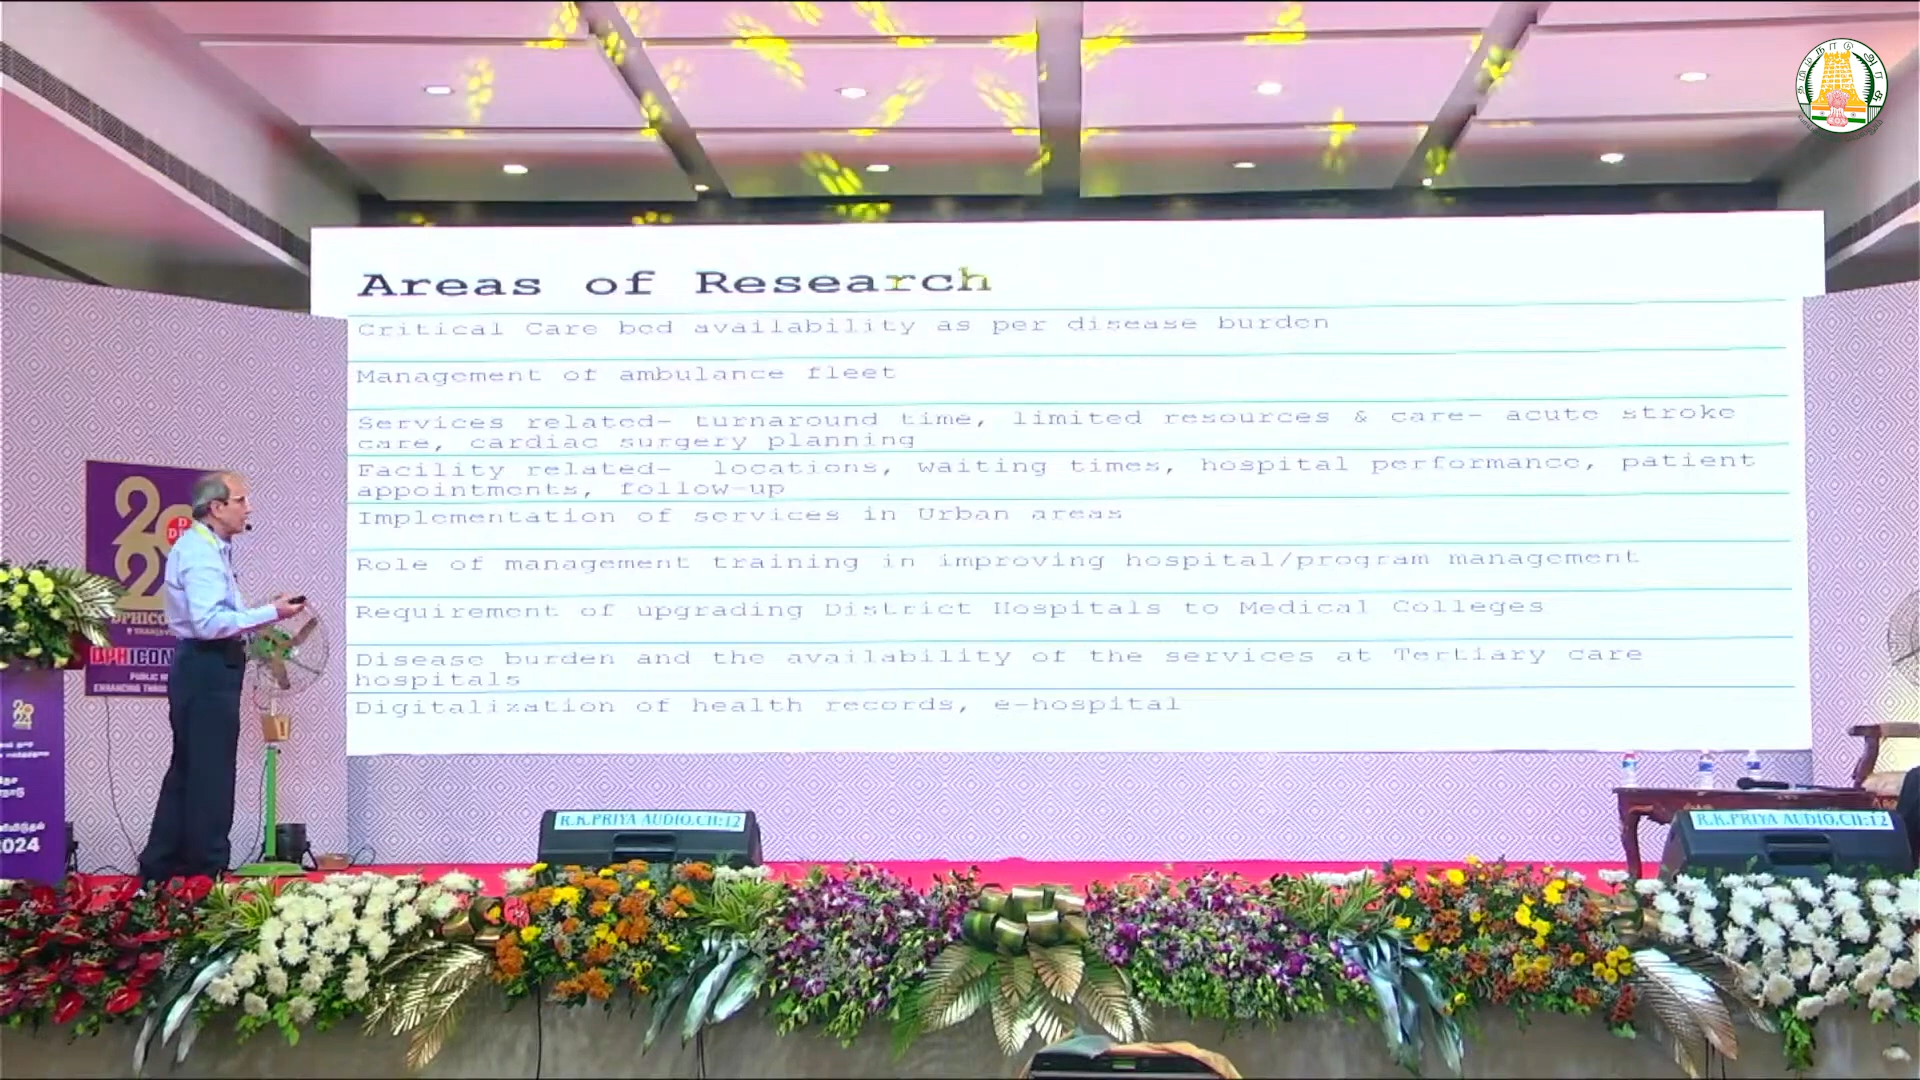 Areas of Research
Critical Care bed availability as per disease burden
Management of ambulance fleet
Services related- turnaround time, limited resources & care- acute stroke
care, cardiac surgery planning
Facility related- locations, waiting times, hospital performance, patient
appointments, follow-up
Implementation of services in Urban areas
Role of management training in improving hospital/program management
Requirement of upgrading District Hospitals to Medical Colleges
Disease burden and the availability of the services at Tertiary care
hospitals
Digitalization of health records, e-hospital
DPHICON
PUBLIC
R.K.PRIYA AUDIO,CH:12
R.K.PRIYA AUDIO,CH:12
2024